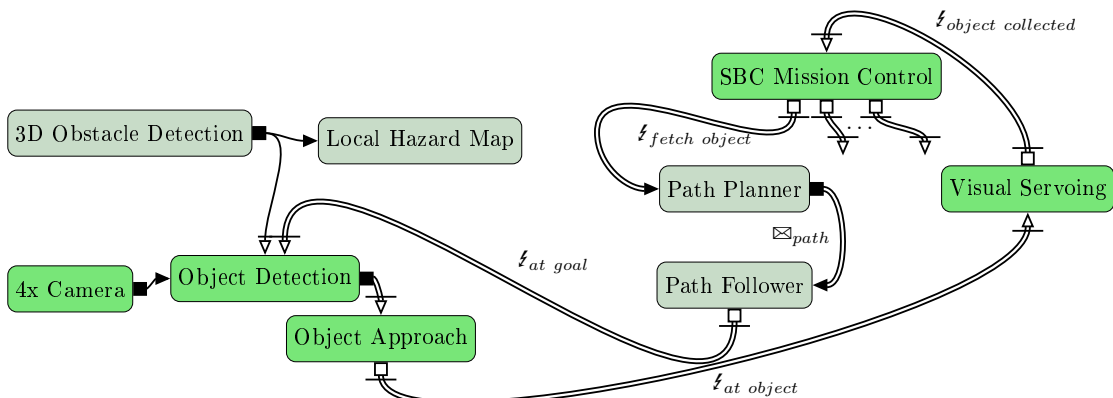 ↯object collected
SBC Mission Control
3D Obstacle Detection
Local Hazard Map
↯fetch object
...
Path Planner
Visual Servoing
✉path
↯at goal
Object Detection
4x Camera
Path Follower
Object Approach
↯at object